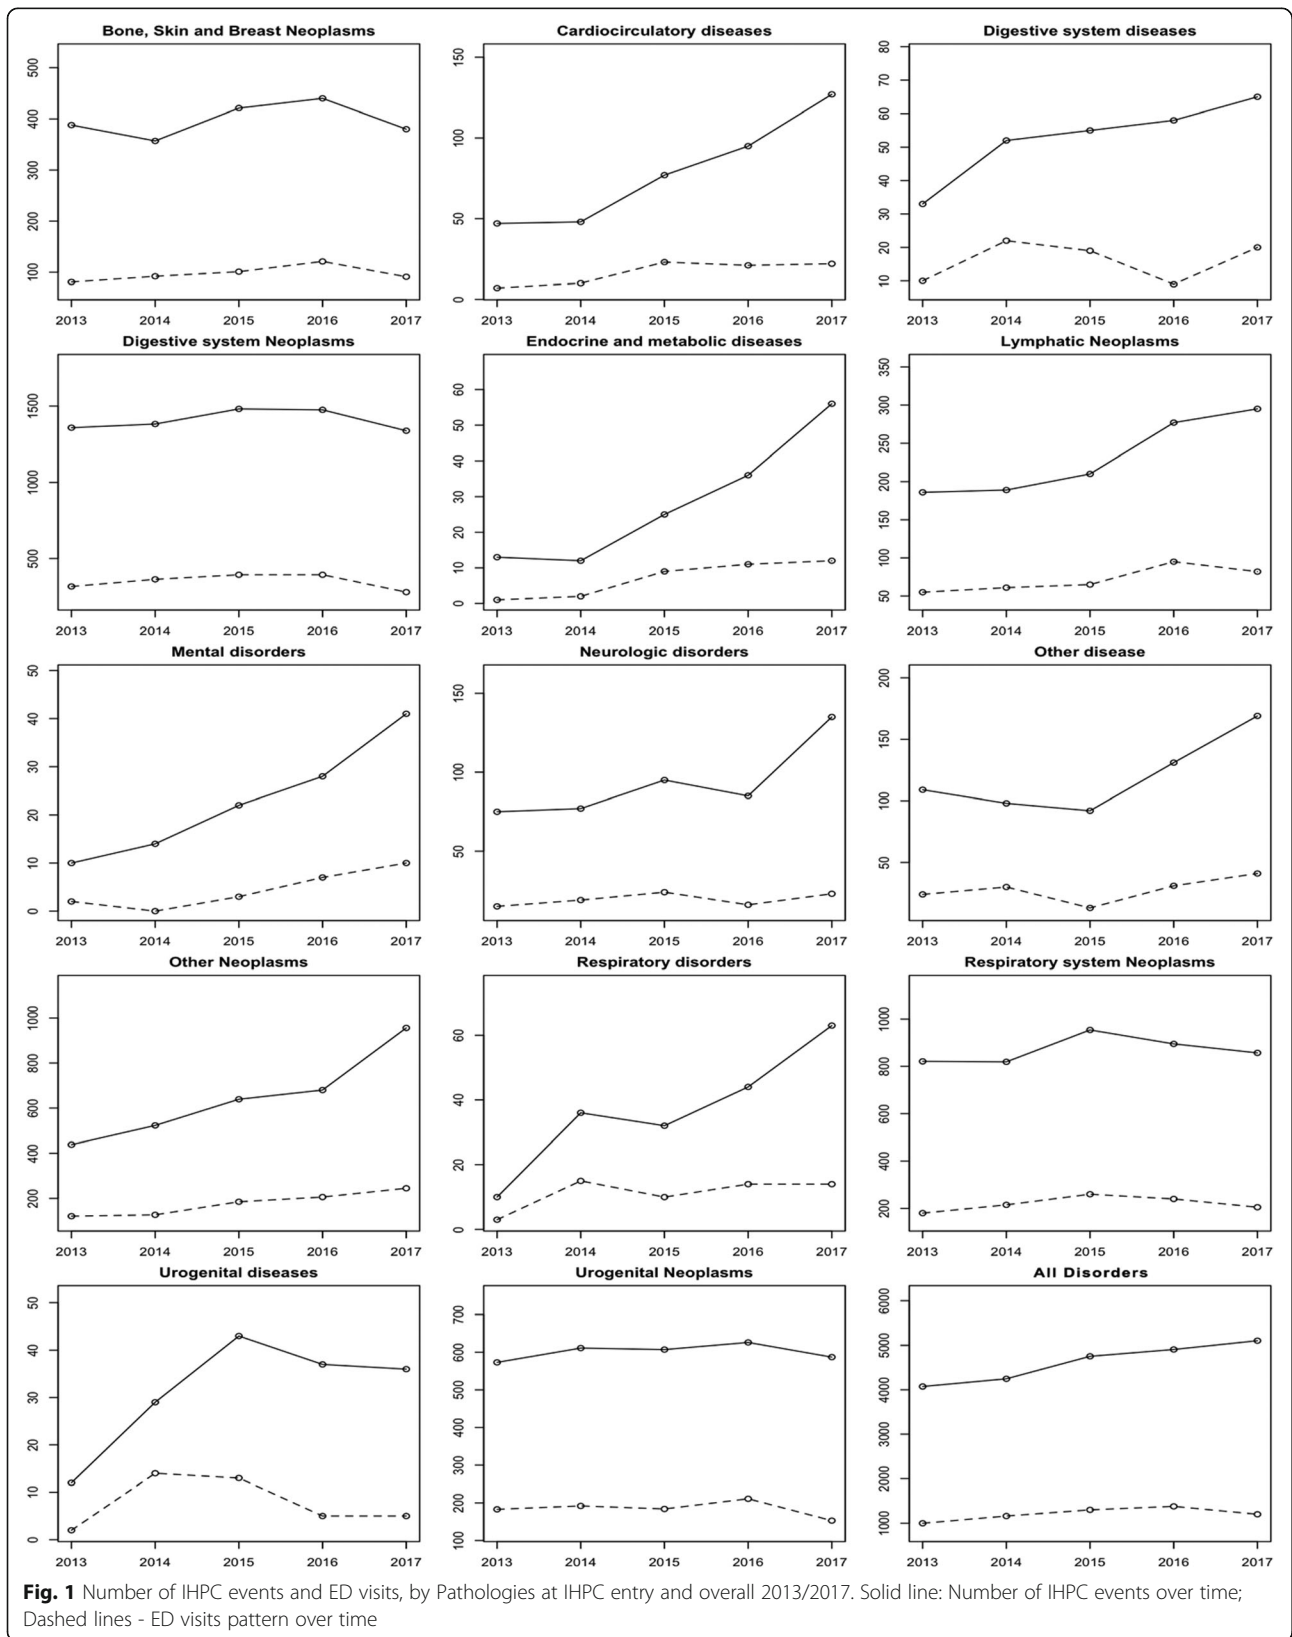 Bone, Skin and Breast Neoplasms
100 200 300 400 500
2013 2014 2015 2016 2017
Cardiocirculatory diseases
0 50 100 150
2013 2014 2015 2016 2017
Digestive system diseases
10 20 30 40 50 60 70 80
2013 2014 2015 2016 2017
Digestive system Neoplasms
500 1000 1500
2013 2014 2015 2016 2017
Endocrine and metabolic diseases
0 10 20 30 40 50 60
2013 2014 2015 2016 2017
Lymphatic Neoplasms
50 100 150 200 250 300 350
2013 2014 2015 2016 2017
Mental disorders
0 10 20 30 40 50
2013 2014 2015 2016 2017
Neurologic disorders
50 100 150
2013 2014 2015 2016 2017
Other disease
50 100 150 200
2013 2014 2015 2016 2017
Other Neoplasms
200 400 600 800 1000
2013 2014 2015 2016 2017
Respiratory disorders
0 20 40 60
2013 2014 2015 2016 2017
Respiratory system Neoplasms
200 400 600 800 1000
2013 2014 2015 2016 2017
Urogenital diseases
0 10 20 30 40 50
2013 2014 2015 2016 2017
Urogenital Neoplasms
100 200 300 400 500 600 700
2013 2014 2015 2016 2017
All Disorders
1000 2000 3000 4000 5000 6000
2013 2014 2015 2016 2017
Fig. 1 Number of IHPC events and ED visits, by Pathologies at IHPC entry and overall 2013/2017. Solid line: Number of IHPC events over time;
Dashed lines - ED visits pattern over time